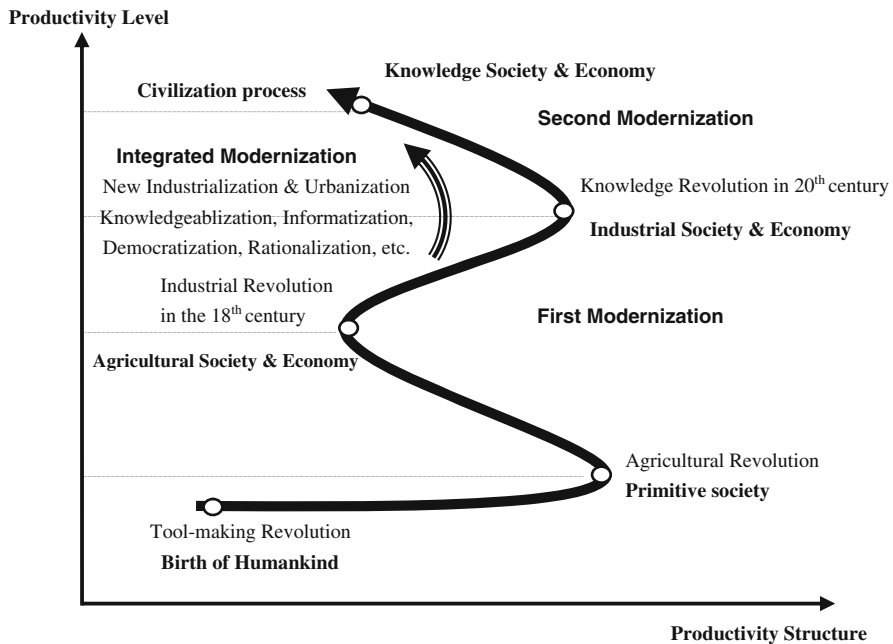 Productivity Level
Knowledge Society & Economy
Civilization process
Second Modernization
Integrated Modernization
New Industrialization & Urbanization
Knowledgeablization, Informatization,
Democratization, Rationalization, etc.
Knowledge Revolution in 20th century
Industrial Society & Economy
Industrial Revolution
in the 18th century
First Modernization
Agricultural Society & Economy
Agricultural Revolution
Primitive society
Tool-making Revolution
Birth of Humankind
Productivity Structure